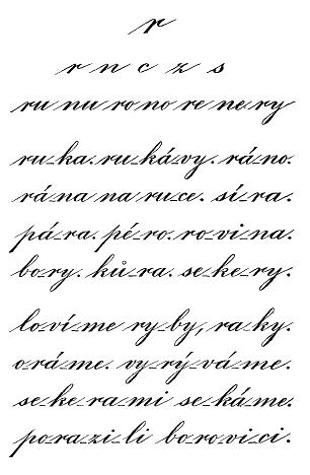 r
r n c z s
ru nu ro no re ne ry
ru-ka. ru-ká-vy. rá-no.
rá-na na ru-ce. sí-ra.
pá-ra. pé-ro. ro-vi-na.
bo-ry. ků-ra. se-ke-ry.
lo-ví-me ry-by, ra-ky.
o-rá-me. vy-rý-vá-me.
se-ke-ra-mi se-ká-me.
po-ra-zi-li bo-ro-vi-ci.